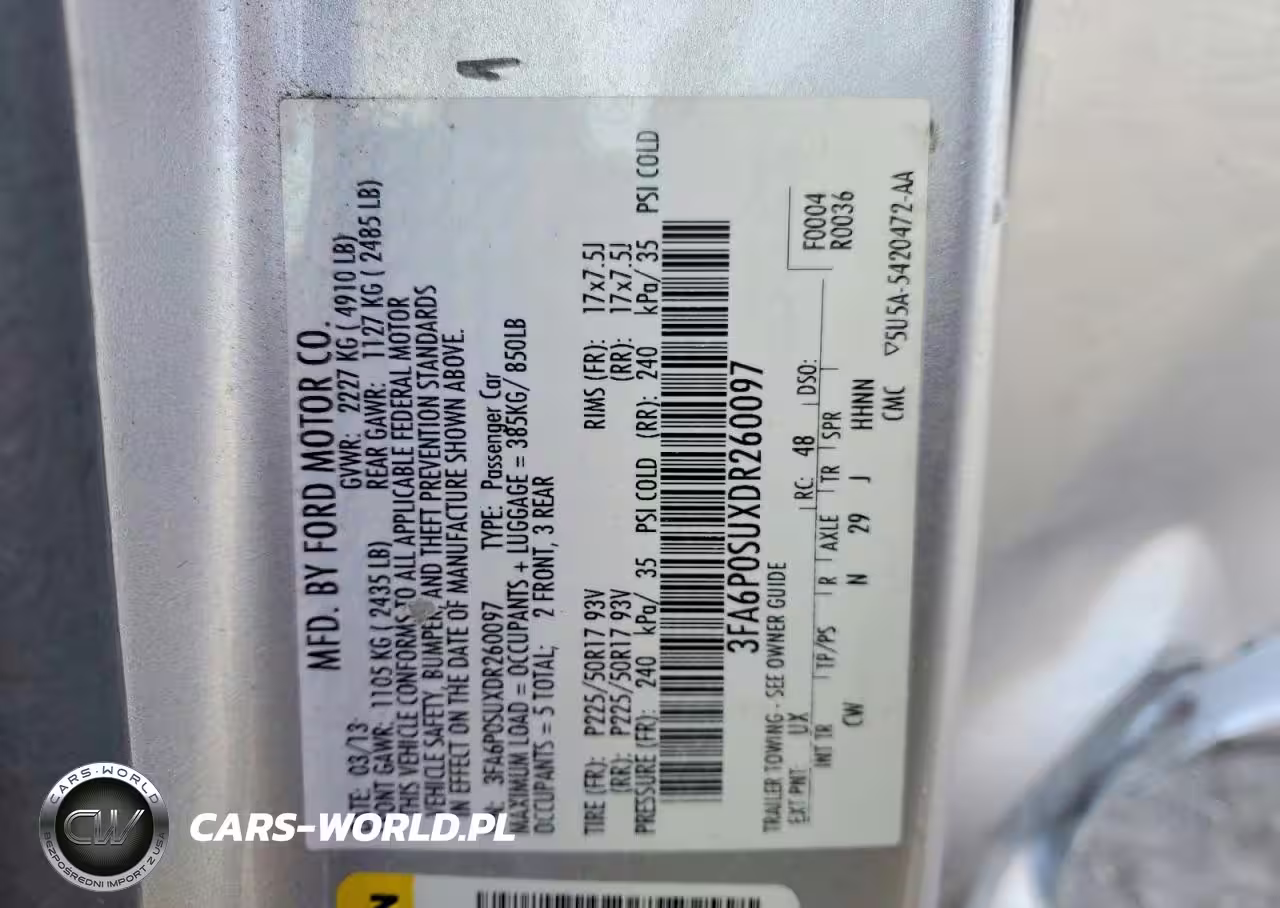 MFD. BY FORD MOTOR CO.
03/13 GVWR: 2227 KG ( 4910 LB)
1105 KG ( 2435 LB) REAR GAWR: 1127 KG ( 2485 LB)
THIS VEHICLE CONFORMS TO ALL APPLICABLE FEDERAL MOTOR
VEHICLE SAFETY, BUMPER, AND THEFT PREVENTION STANDARDS
IN EFFECT ON THE DATE OF MANUFACTURE SHOWN ABOVE.
3FA6P0SUXDR260097 TYPE: Passenger Car
MAXIMUM LOAD = OCCUPANTS + LUGGAGE = 385KG/ 850LB
OCCUPANTS = 5 TOTAL; 2 FRONT, 3 REAR
TIRE (FR): P225/50R17 93V RIMS (FR): 17x7.5J
(RR): P225/50R17 93V (RR): 17x7.5J
PRESSURE (FR): 240 kPa/ 35 PSI COLD (RR): 240 kPa/ 35 PSI COLD
3FA6P0SUXDR260097
TRAILER TOWING - SEE OWNER GUIDE
F0004
R0036
EXT PNT: UX RC: 48 DSO:
INT TR TP/PS R AXLE TR SPR
CW N 29 J HHNN
CMC ▽5U5A-5420472-AA
CARS-WORLD
CW
BEZPOŚREDNI IMPORT Z USA
CARS-WORLD.PL